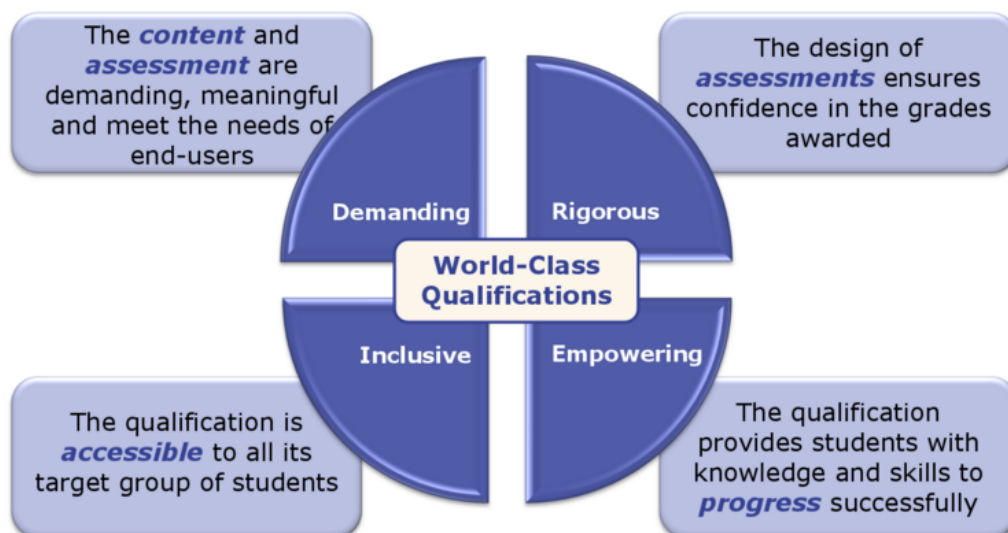 The content and
assessment are
demanding, meaningful
and meet the needs of
end-users
The design of
assessments ensures
confidence in the grades
awarded
Demanding
Rigorous
World-Class
Qualifications
Inclusive
Empowering
The qualification is
accessible to all its
target group of students
The qualification
provides students with
knowledge and skills to
progress successfully